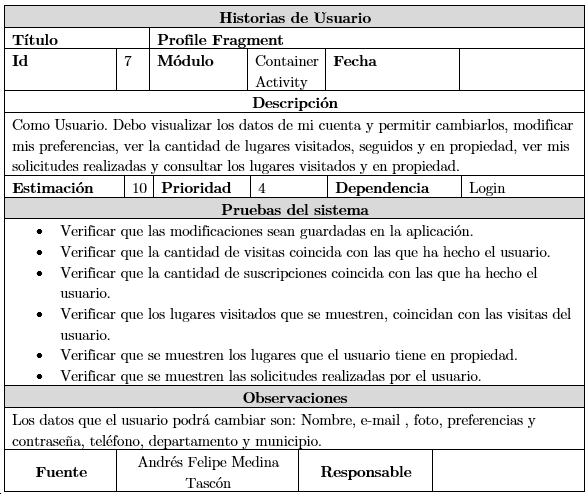 Historias de Usuario
Título Profile Fragment
Id 7 Módulo Container Activity Fecha
Descripción
Como Usuario. Debo visualizar los datos de mi cuenta y permitir cambiarlos, modificar
mis preferencias, ver la cantidad de lugares visitados, seguidos y en propiedad, ver mis
solicitudes realizadas y consultar los lugares visitados y en propiedad.
Estimación 10 Prioridad 4 Dependencia Login
Pruebas del sistema
• Verificar que las modificaciones sean guardadas en la aplicación.
• Verificar que la cantidad de visitas coincida con las que ha hecho el usuario.
• Verificar que la cantidad de suscripciones coincida con las que ha hecho el
usuario.
• Verificar que los lugares visitados que se muestren, coincidan con las visitas del
usuario.
• Verificar que se muestren los lugares que el usuario tiene en propiedad.
• Verificar que se muestren las solicitudes realizadas por el usuario.
Observaciones
Los datos que el usuario podrá cambiar son: Nombre, e-mail , foto, preferencias y
contraseña, teléfono, departamento y municipio.
Fuente Andrés Felipe Medina Tascón Responsable